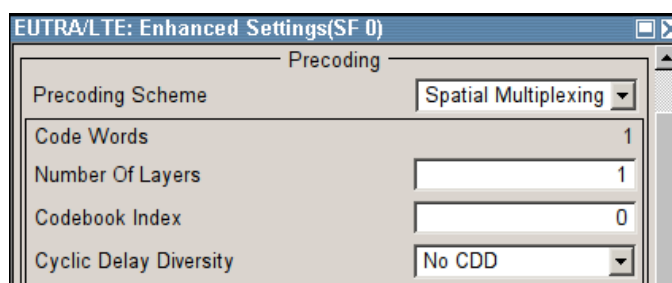 EUTRA/LTE: Enhanced Settings(SF 0)
Precoding
Precoding Scheme Spatial Multiplexing
Code Words 1
Number Of Layers 1
Codebook Index 0
Cyclic Delay Diversity No CDD